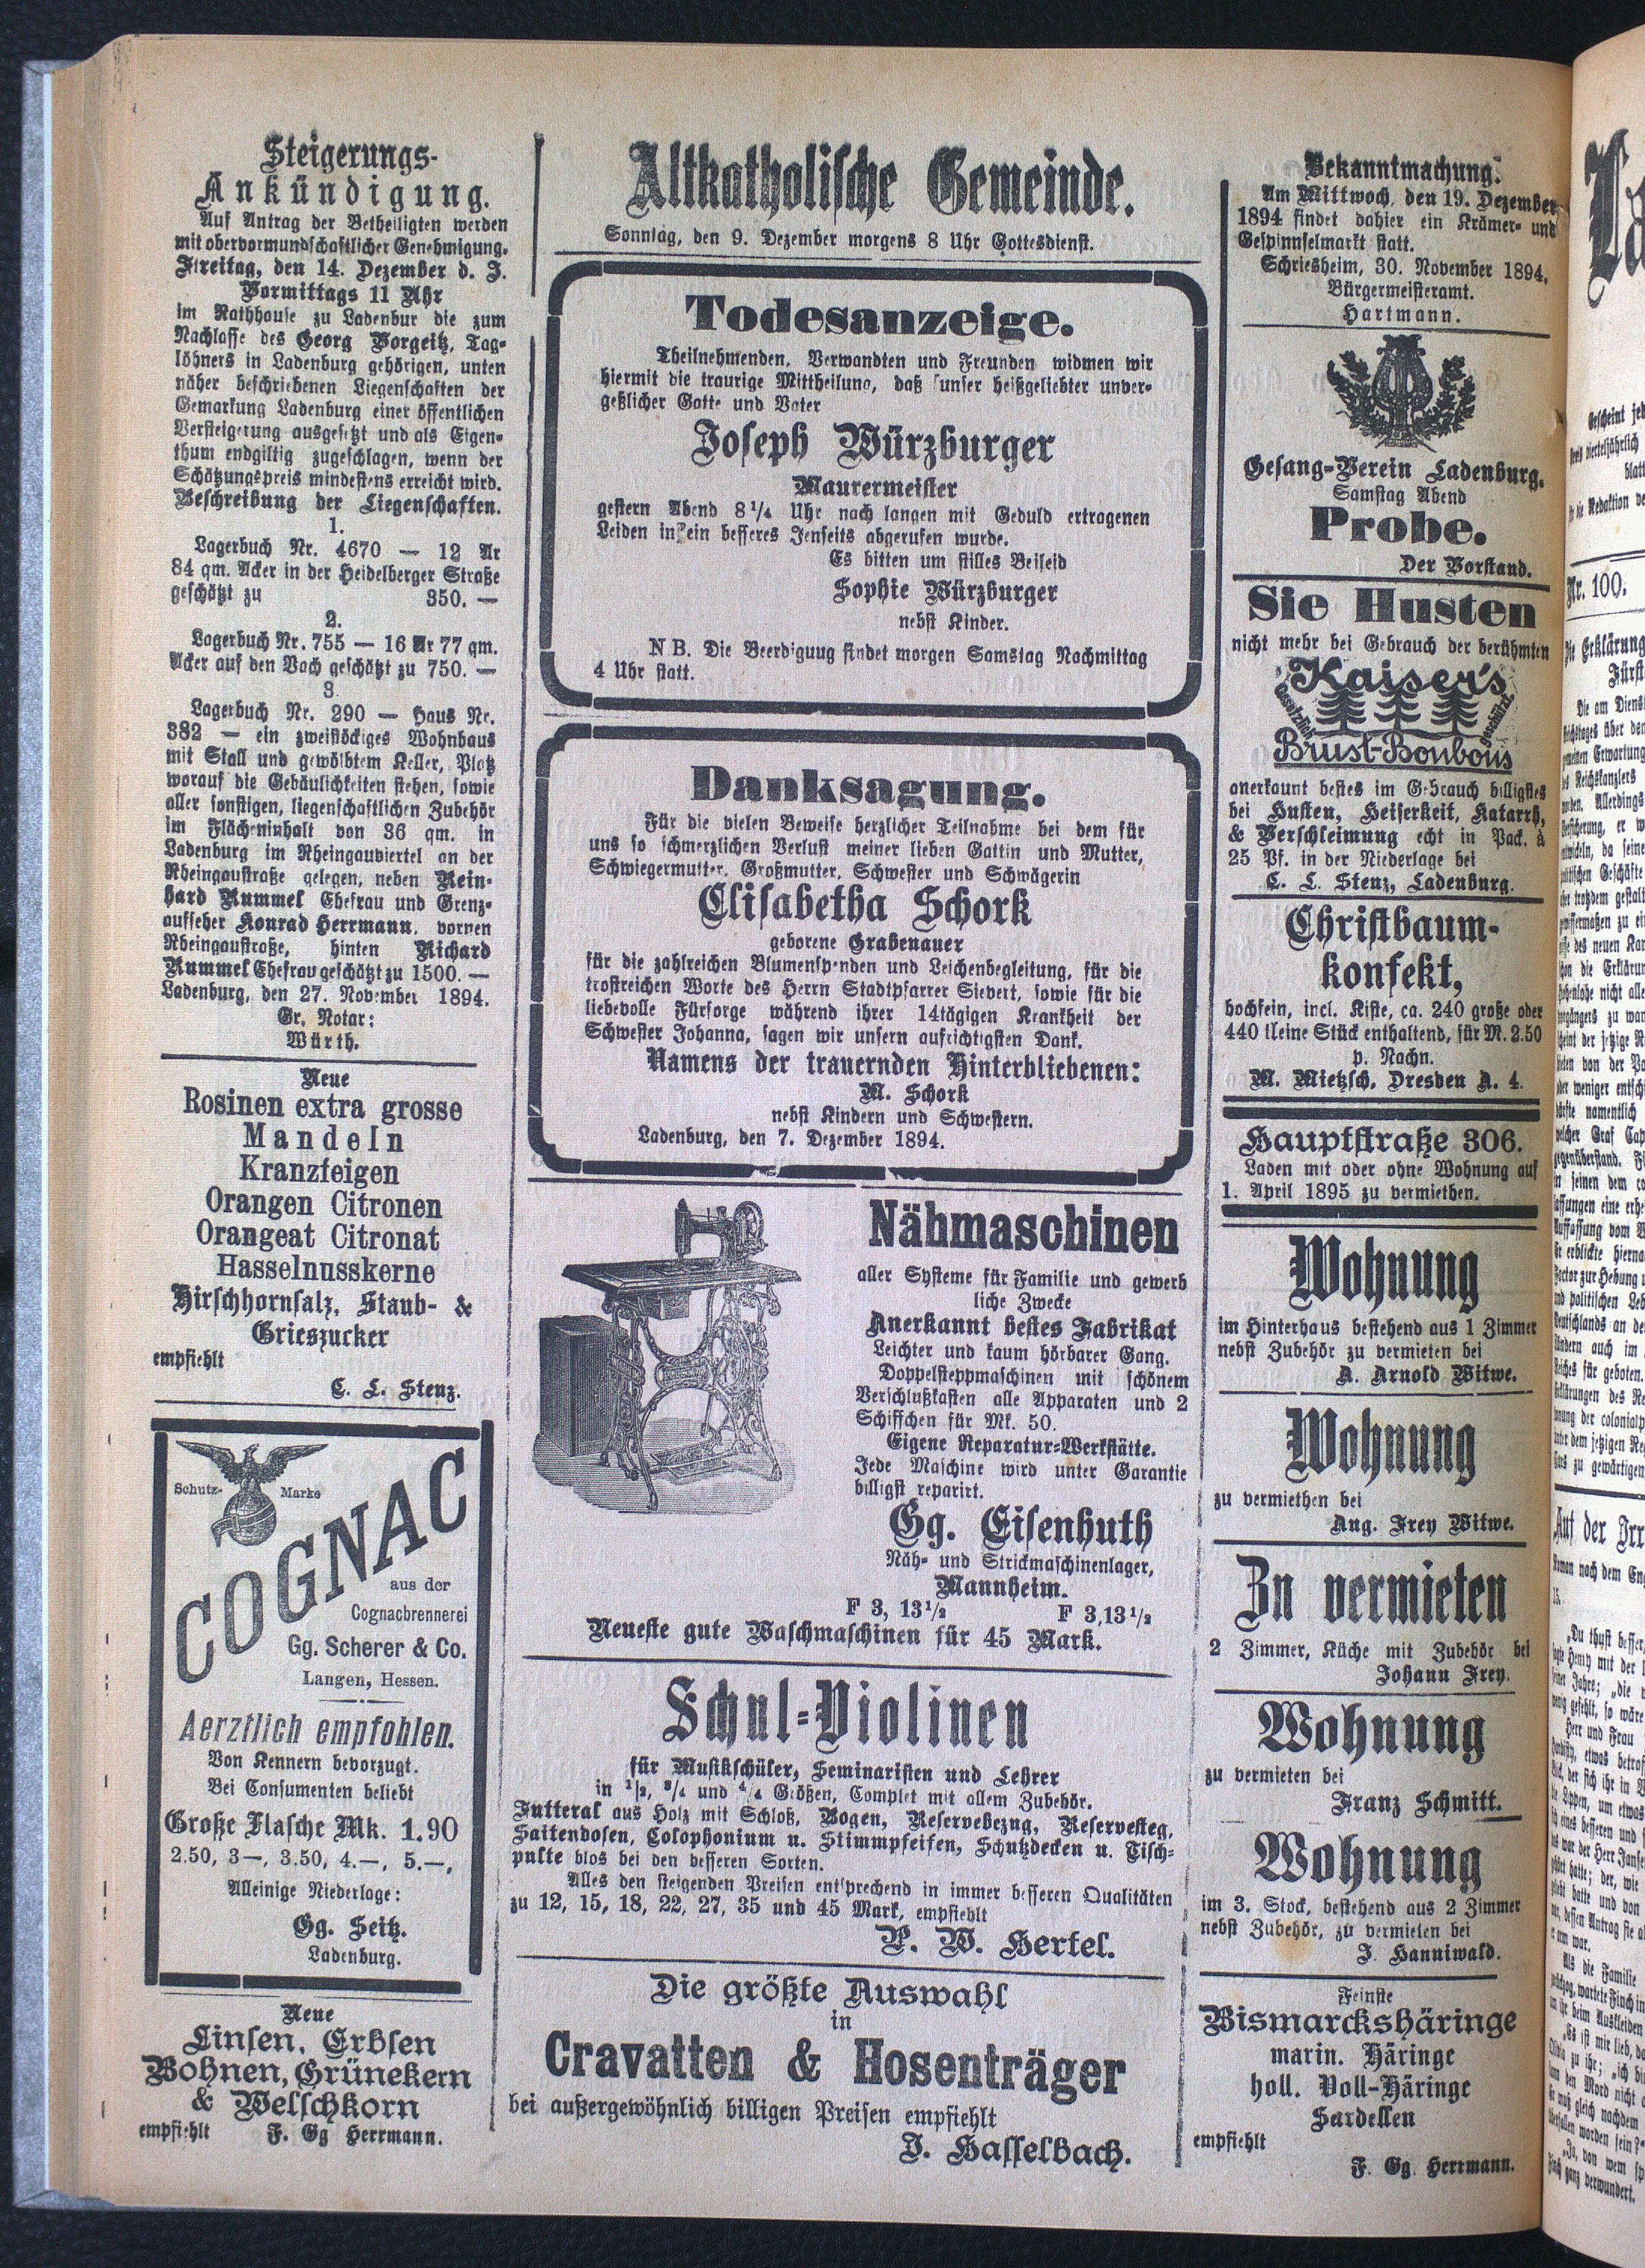 Steigerungs-
Ankündigung.
Auf Antrag der Betheiligten werden
mit obervormundschaftlicher Genehmigung.
Freitag, den 14. Dezember d. J.
Vormittags 11 Uhr
im Rathhause zu Ladenbur die zum
Nachlasse des Georg Borgeitz, Tag-
löhners in Ladenburg gehörigen, unten
näher beschriebenen Liegenschaften der
Gemarkung Ladenburg einer öffentlichen
Versteigerung ausgesetzt und als Eigen-
thum endgiltig zugeschlagen, wenn der
Schätzungspreis mindestens erreicht wird.
Beschreibung der Liegenschaften.
1.
Lagerbuch Nr. 4670 — 12 Ar
84 qm. Acker in der Heidelberger Straße
geschätzt zu 350. —
2.
Lagerbuch Nr. 755 — 16 Ar 77 qm.
Acker auf den Bach geschätzt zu 750. —
3.
Lagerbuch Nr. 290 — Haus Nr.
382 — ein zweistöckiges Wohnhaus
mit Stall und gewölbtem Keller, Platz
worauf die Gebäulichkeiten stehen, sowie
aller sonstigen, liegenschaftlichen Zubehör
im Flächeninhalt von 36 qm. in
Ladenburg im Rheingauviertel an der
Rheingaustraße gelegen, neben Rein-
hard Rummel Ehefrau und Grenz-
aufseher Konrad Herrmann, vornen
Rheingaustraße, hinten Richard
Rummel Ehefrau geschätzt zu 1500. —
Ladenburg, den 27. November 1894.
Gr. Notar:
Würth.
Neue
Rosinen extra grosse
Mandeln
Kranzfeigen
Orangen Citronen
Orangeat Citronat
Hasselnusskerne
Hirschhornsalz, Staub- &
Grieszucker
empfiehlt
C. L. Stenz.
Schutz- Marke
COGNAC
aus der
Cognacbrennerei
Gg. Scherer & Co.
Langen, Hessen.
Aerztlich empfohlen.
Von Kennern bevorzugt.
Bei Consumenten beliebt
Große Flasche Mk. 1.90
2.50, 3—, 3.50, 4.—, 5.—,
Alleinige Niederlage:
Gg. Seitz.
Ladenburg.
Neue
Linsen, Erbsen
Bohnen, Grünekern
& Welschkorn
empfiehlt F. Gg Herrmann.
Altkatholische Gemeinde.
Sonntag, den 9. Dezember morgens 8 Uhr Gottesdienst.
Todesanzeige.
Theilnehmenden, Verwandten und Freunden widmen wir
hiermit die traurige Mittheilung, daß unser heißgeliebter unver-
geßlicher Gatte und Vater
Joseph Würzburger
Maurermeister
gestern Abend 8 1/4 Uhr nach langen mit Geduld ertragenen
Leiden in ein besseres Jenseits abgerufen wurde.
Es bitten um stilles Beileid
Sophie Würzburger
nebst Kinder.
N B. Die Beerdiguug findet morgen Samstag Nachmittag
4 Uhr statt.
Danksagung.
Für die vielen Beweise herzlicher Teilnahme bei dem für
uns so schmerzlichen Verlust meiner lieben Gattin und Mutter,
Schwiegermutter, Großmutter, Schwester und Schwägerin
Elisabetha Schork
geborene Grabenauer
für die zahlreichen Blumenspenden und Leichenbegleitung, für die
trostreichen Worte des Herrn Stadtpfarrer Sievert, sowie für die
liebevolle Fürsorge während ihrer 14tägigen Krankheit der
Schwester Johanna, sagen wir unsern aufrichtigsten Dank.
Namens der trauernden Hinterbliebenen:
M. Schork
nebst Kindern und Schwestern.
Ladenburg, den 7. Dezember 1894.
Nähmaschinen
aller Systeme für Familie und gewerb
liche Zwecke
Anerkannt bestes Fabrikat
Leichter und kaum hörbarer Gang.
Doppelsteppmaschinen mit schönem
Verschlußkasten alle Apparaten und 2
Schiffchen für Mk. 50.
Eigene Reparatur-Werkstätte.
Jede Maschine wird unter Garantie
billigst reparirt.
Gg. Eisenhuth
Näh- und Strickmaschinenlager,
Mannheim.
F 3, 13 1/2 F 3,13 1/2
Neueste gute Waschmaschinen für 45 Mark.
Schul-Violinen
für Musikschüler, Seminaristen und Lehrer
in 1/2, 3/4 und 4/4 Größen, Complet mit allem Zubehör.
Futteral aus Holz mit Schloß, Bogen, Reservebezug, Reservesteg,
Saitendosen, Colophonium u. Stimmpfeifen, Schutzdecken u. Tisch-
pulte blos bei den besseren Sorten.
Alles den steigenden Preisen entsprechend in immer besseren Qualitäten
zu 12, 15, 18, 22, 27, 35 und 45 Mark, empfiehlt
P. W. Hertel.
Die größte Auswahl
in
Cravatten & Hosenträger
bei außergewöhnlich billigen Preisen empfiehlt
J. Hasselbach.
Bekanntmachung.
Am Mittwoch, den 19. Dezember
1894 findet dahier ein Krämer- und
Gespinnselmarkt statt.
Schriesheim, 30. November 1894.
Bürgermeisteramt.
Hartmann.
Gesang-Verein Ladenburg.
Samstag Abend
Probe.
Der Vorstand.
Sie Husten
nicht mehr bei Gebrauch der berühmten
Kaiser's
Gesetzlich geschützt
Brust-Bonbons
anerkaunt bestes im Gebrauch billigstes
bei Husten, Heiserkeit, Katarrh,
& Verschleimung echt in Pack. à
25 Pf. in der Niederlage bei
C. L. Stenz, Ladenburg.
Christbaum-
konfekt,
hochfein, incl. Kiste, ca. 240 große oder
440 kleine Stück enthaltend, für M. 2.50
p. Nachn.
M. Mietzsch, Dresden A. 4.
Hauptstraße 306.
Laden mit oder ohne Wohnung auf
1. April 1895 zu vermiethen.
Wohnung
im Hinterhaus bestehend aus 1 Zimmer
nebst Zubehör zu vermieten bei
A. Arnold Witwe.
Wohnung
zu vermiethen bei
Aug. Frey Witwe.
Zu vermieten
2 Zimmer, Küche mit Zubehör bei
Johann Frey.
Wohnung
zu vermieten bei
Franz Schmitt.
Wohnung
im 3. Stock, bestehend aus 2 Zimmer
nebst Zubehör, zu vermieten bei
J. Hanniwald.
Feinste
Bismarckshäringe
marin. Häringe
holl. Voll-Häringe
Sardellen
empfiehlt
F. Gg. Herrmann.
Nr. 100.